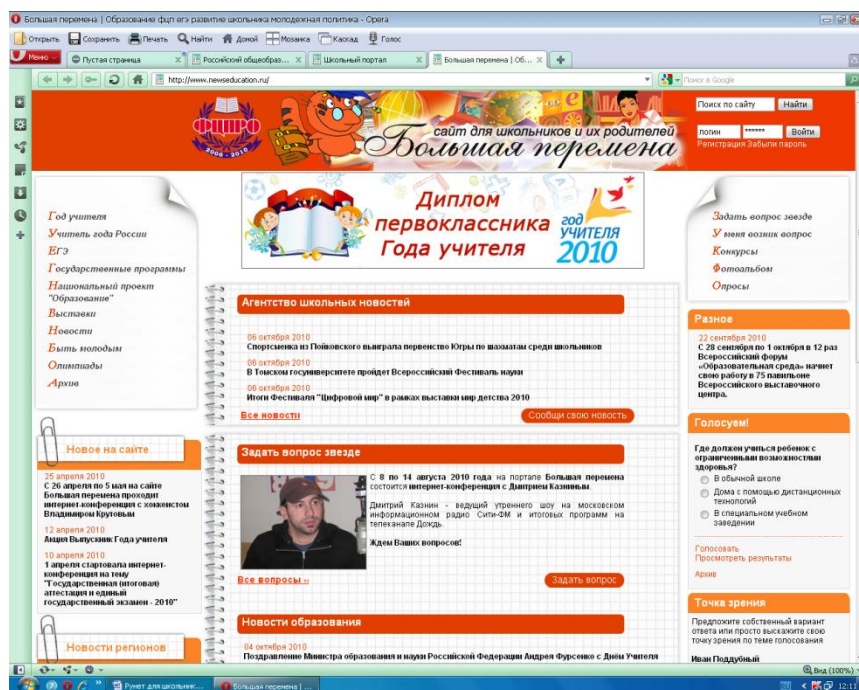 Большая перемена | Образование фцп егэ развитие школьника молодежная политика - Opera
Открыть Сохранить Печать Найти Домой Мозаика Каскад Голос
Меню Пустая страница Российский общеобраз... Школьный портал Большая перемена | Об...
http://www.newseducation.ru/ Поиск в Google
ФЦПРО
2006 - 2010
сайт для школьников и их родителей
Большая перемена
Поиск по сайту Найти
логин ****** Войти
Регистрация Забыли пароль
Год учителя
Учитель года России
ЕГЭ
Государственные программы
Национальный проект
"Образование"
Выставки
Новости
Быть молодым
Олимпиады
Архив
Новое на сайте
25 апреля 2010
С 26 апреля по 5 мая на сайте
Большая перемена проходит
интернет-конференция с хоккеистом
Владимиром Крутовым
12 апреля 2010
Акция Выпускник Года учителя
10 апреля 2010
1 апреля стартовала интернет-
конференция на тему
"Государственная (итоговая)
аттестация и единый
государственный экзамен - 2010"
Новости регионов
Диплом
первоклассника
Года учителя
ГОД
УЧИТЕЛЯ
2010
Агентство школьных новостей
06 октября 2010
Спортсменка из Пойковского выиграла первенство Югры по шахматам среди школьников
06 октября 2010
В Томском госуниверситете пройдет Всероссийский Фестиваль науки
06 октября 2010
Итоги Фестиваля "Цифровой мир" в рамках выставки мир детства 2010
Все новости Сообщи свою новость
Задать вопрос звезде
С 8 по 14 августа 2010 года на портале Большая перемена
состоится интернет-конференция с Дмитрием Казниным.
Дмитрий Казнин - ведущий утреннего шоу на московском
информационном радио Сити-ФМ и итоговых программ на
телеканале Дождь.
Ждем Ваших вопросов!
Все вопросы »
Задать вопрос
Новости образования
04 октября 2010
Поздравление Министра образования и науки Российской Федерации Андрея Фурсенко с Днём Учителя
Задать вопрос звезде
У меня возник вопрос
Конкурсы
Фотоальбом
Опросы
Разное
22 сентября 2010
С 28 сентября по 1 октября в 12 раз
Всероссийский форум
«Образовательная среда» начнет
свою работу в 75 павильоне
Всероссийского выставочного
центра.
Голосуем!
Где должен учиться ребенок с
ограниченными возможностями
здоровья?
В обычной школе
Дома с помощью дистанционных
технологий
В специальном учебном
заведении
Голосовать
Просмотреть результаты
Архив
Точка зрения
Предложите собственный вариант
ответа или просто выскажите свою
точку зрения по теме голосования
Иван Поддубный
Вид (100%)
Рунет для школьник... Большая перемена | ... 12:11